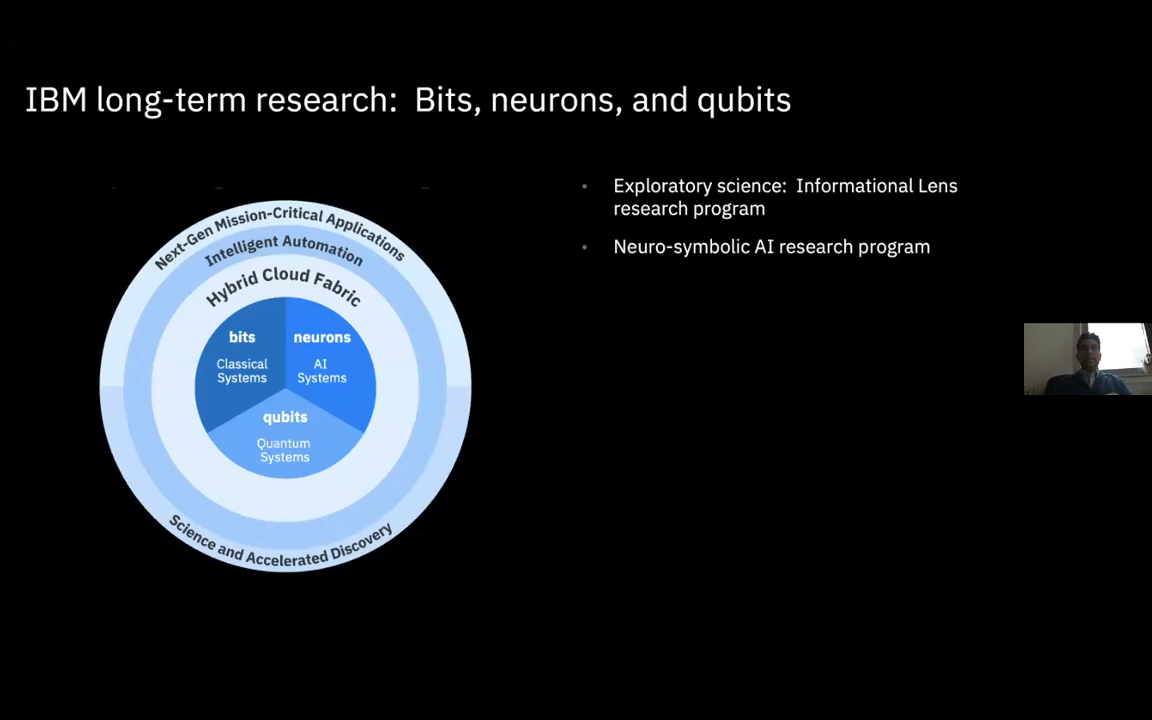 IBM long-term research:  Bits, neurons, and qubits
Next-Gen Mission-Critical Applications
Intelligent Automation
Hybrid Cloud Fabric
bits
Classical
Systems
neurons
AI
Systems
qubits
Quantum
Systems
Science and Accelerated Discovery
• Exploratory science:  Informational Lens
research program
• Neuro-symbolic AI research program